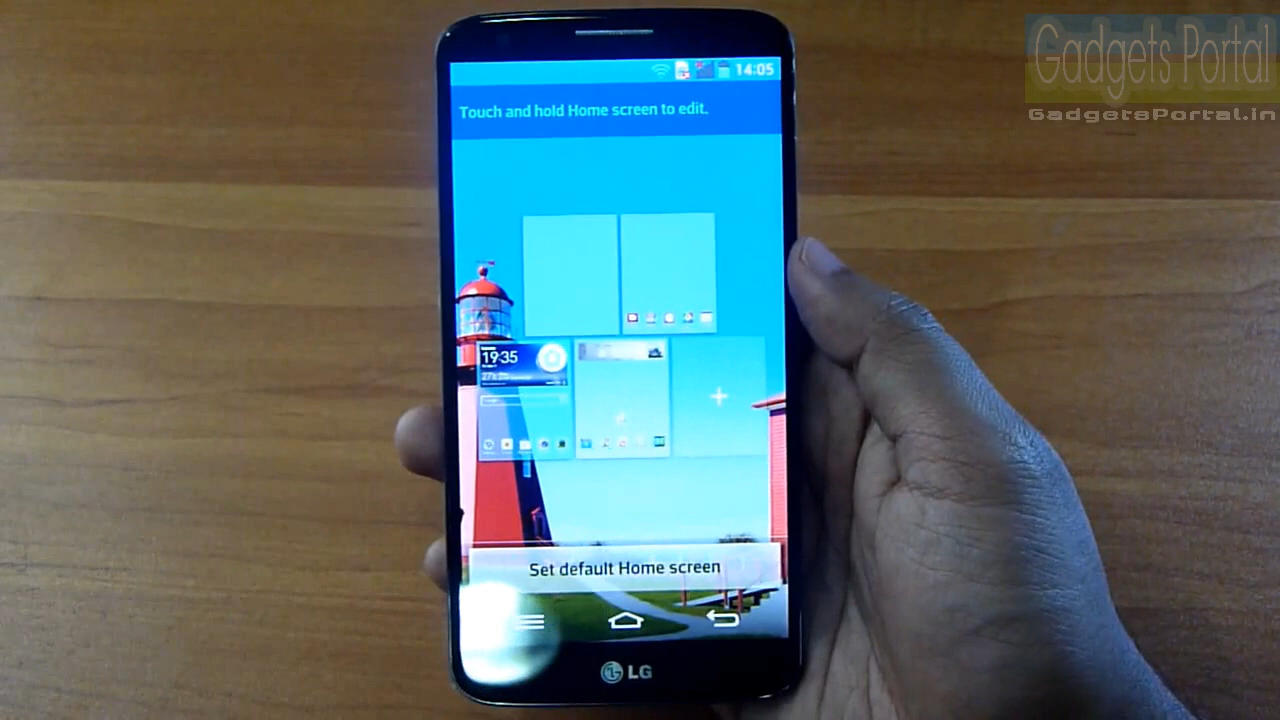 Gadgets Portal
GadgetsPortal.in
14:05
Touch and hold Home screen to edit.
19:35
Set default Home screen
LG